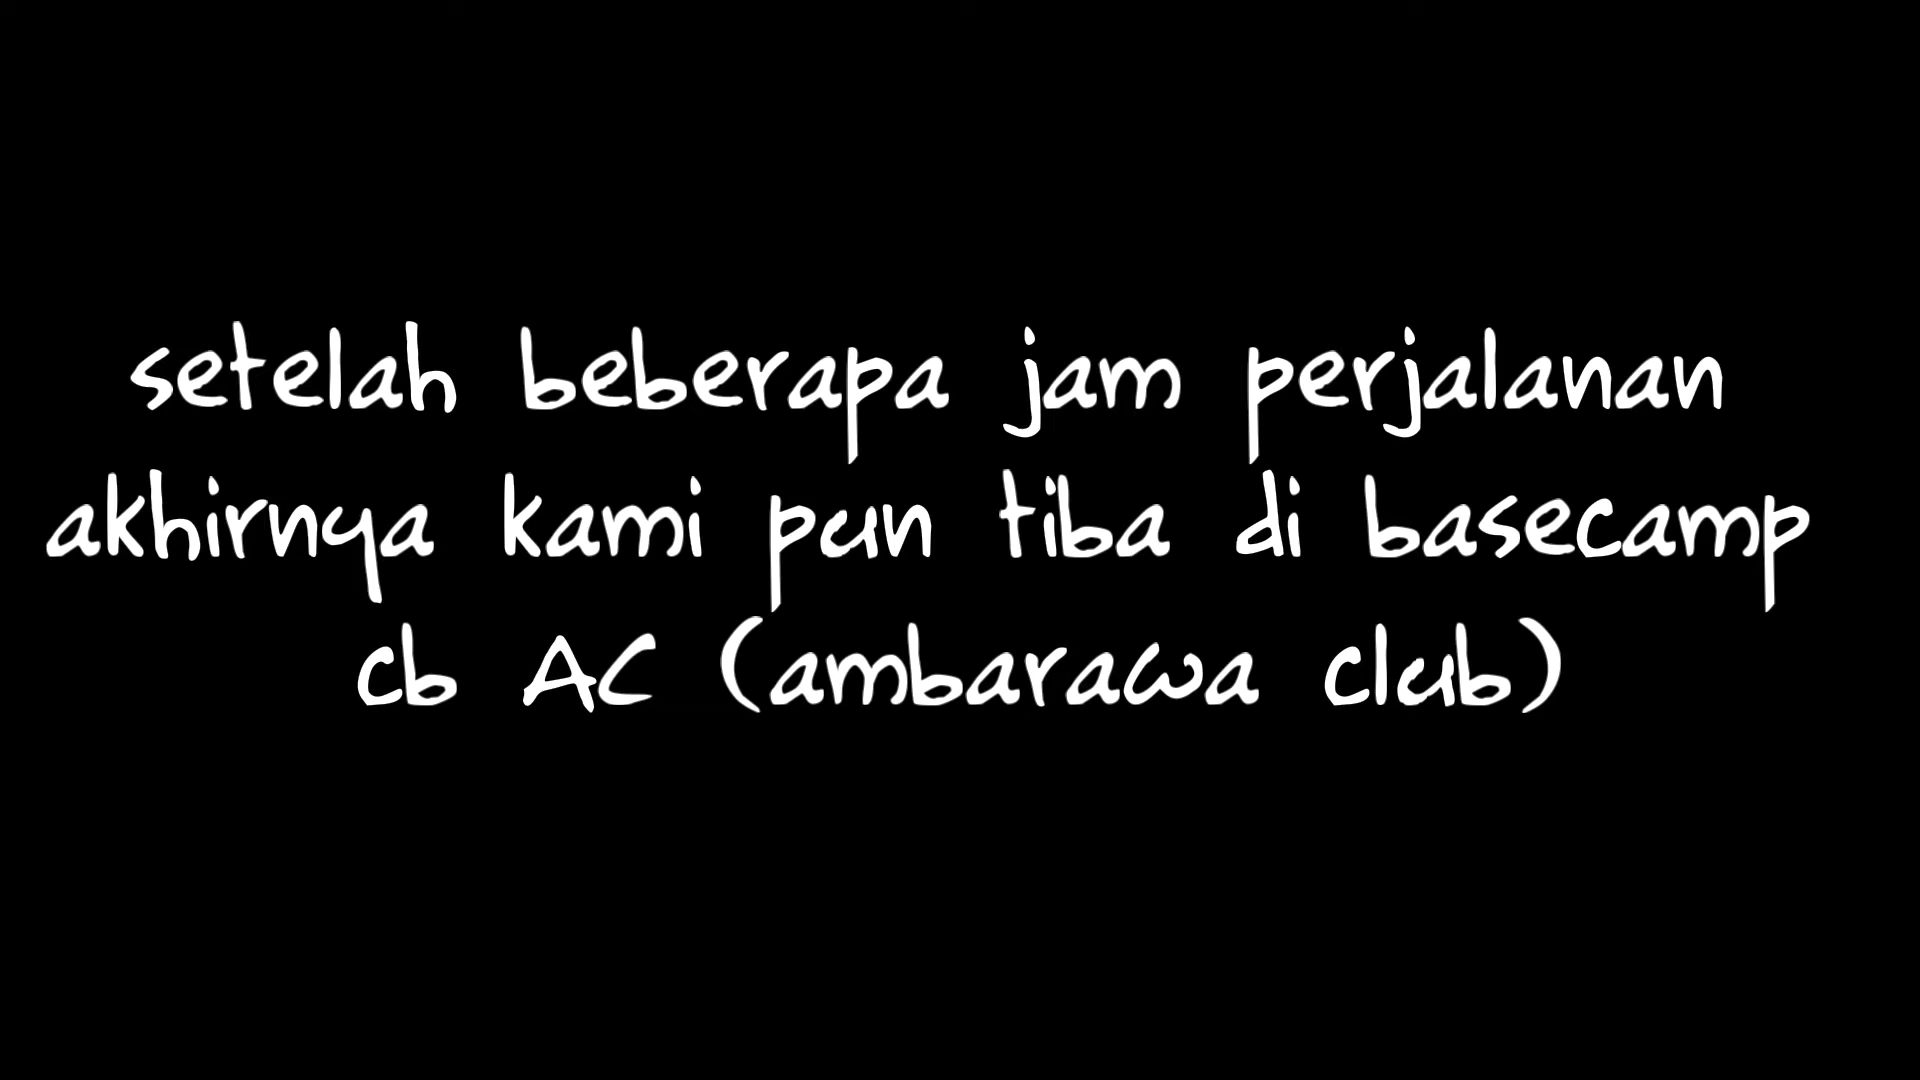 setelah beberapa jam perjalanan
akhirnya kami pun tiba di basecamp
cb AC (ambarawa club)